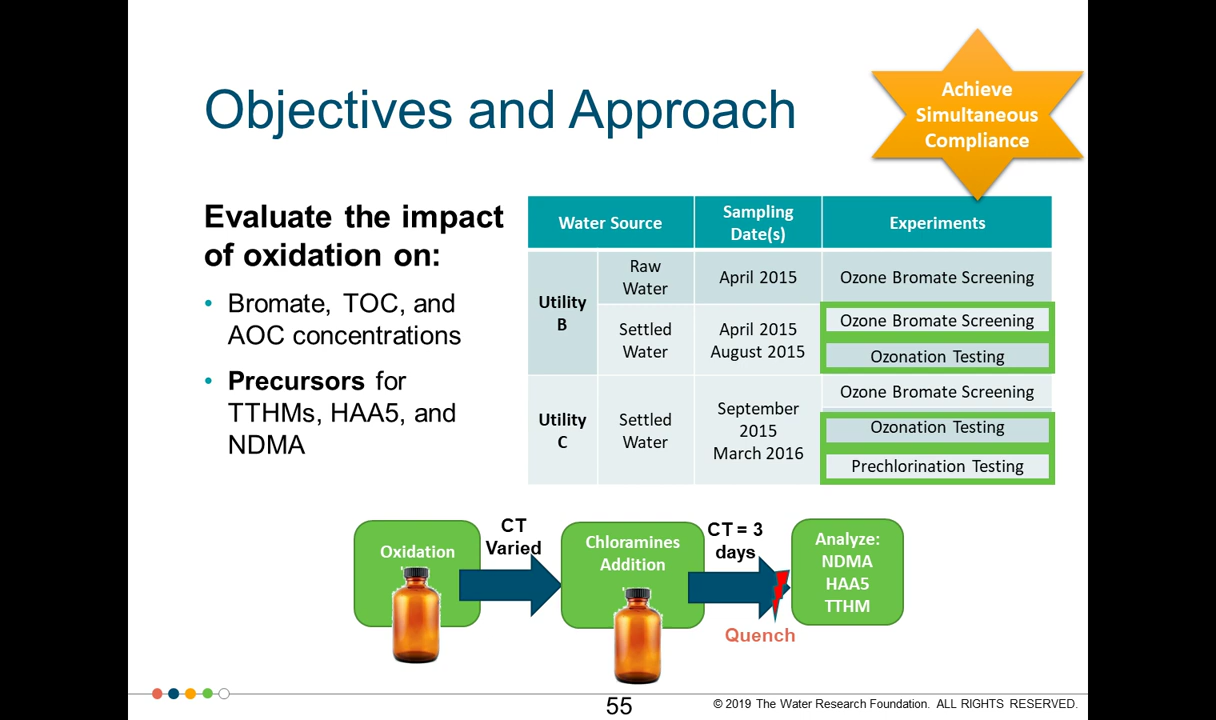 Objectives and Approach
Achieve
Simultaneous
Compliance
Evaluate the impact
of oxidation on:
• Bromate, TOC, and
AOC concentrations
• Precursors for
TTHMs, HAA5, and
NDMA
Water Source
Sampling
Date(s)
Experiments
Utility
B
Raw
Water
April 2015
Ozone Bromate Screening
Settled
Water
April 2015
August 2015
Ozone Bromate Screening
Ozonation Testing
Utility
C
Settled
Water
September
2015
March 2016
Ozone Bromate Screening
Ozonation Testing
Prechlorination Testing
Oxidation
CT
Varied
Chloramines
Addition
CT = 3
days
Quench
Analyze:
NDMA
HAA5
TTHM
55
© 2019 The Water Research Foundation. ALL RIGHTS RESERVED.